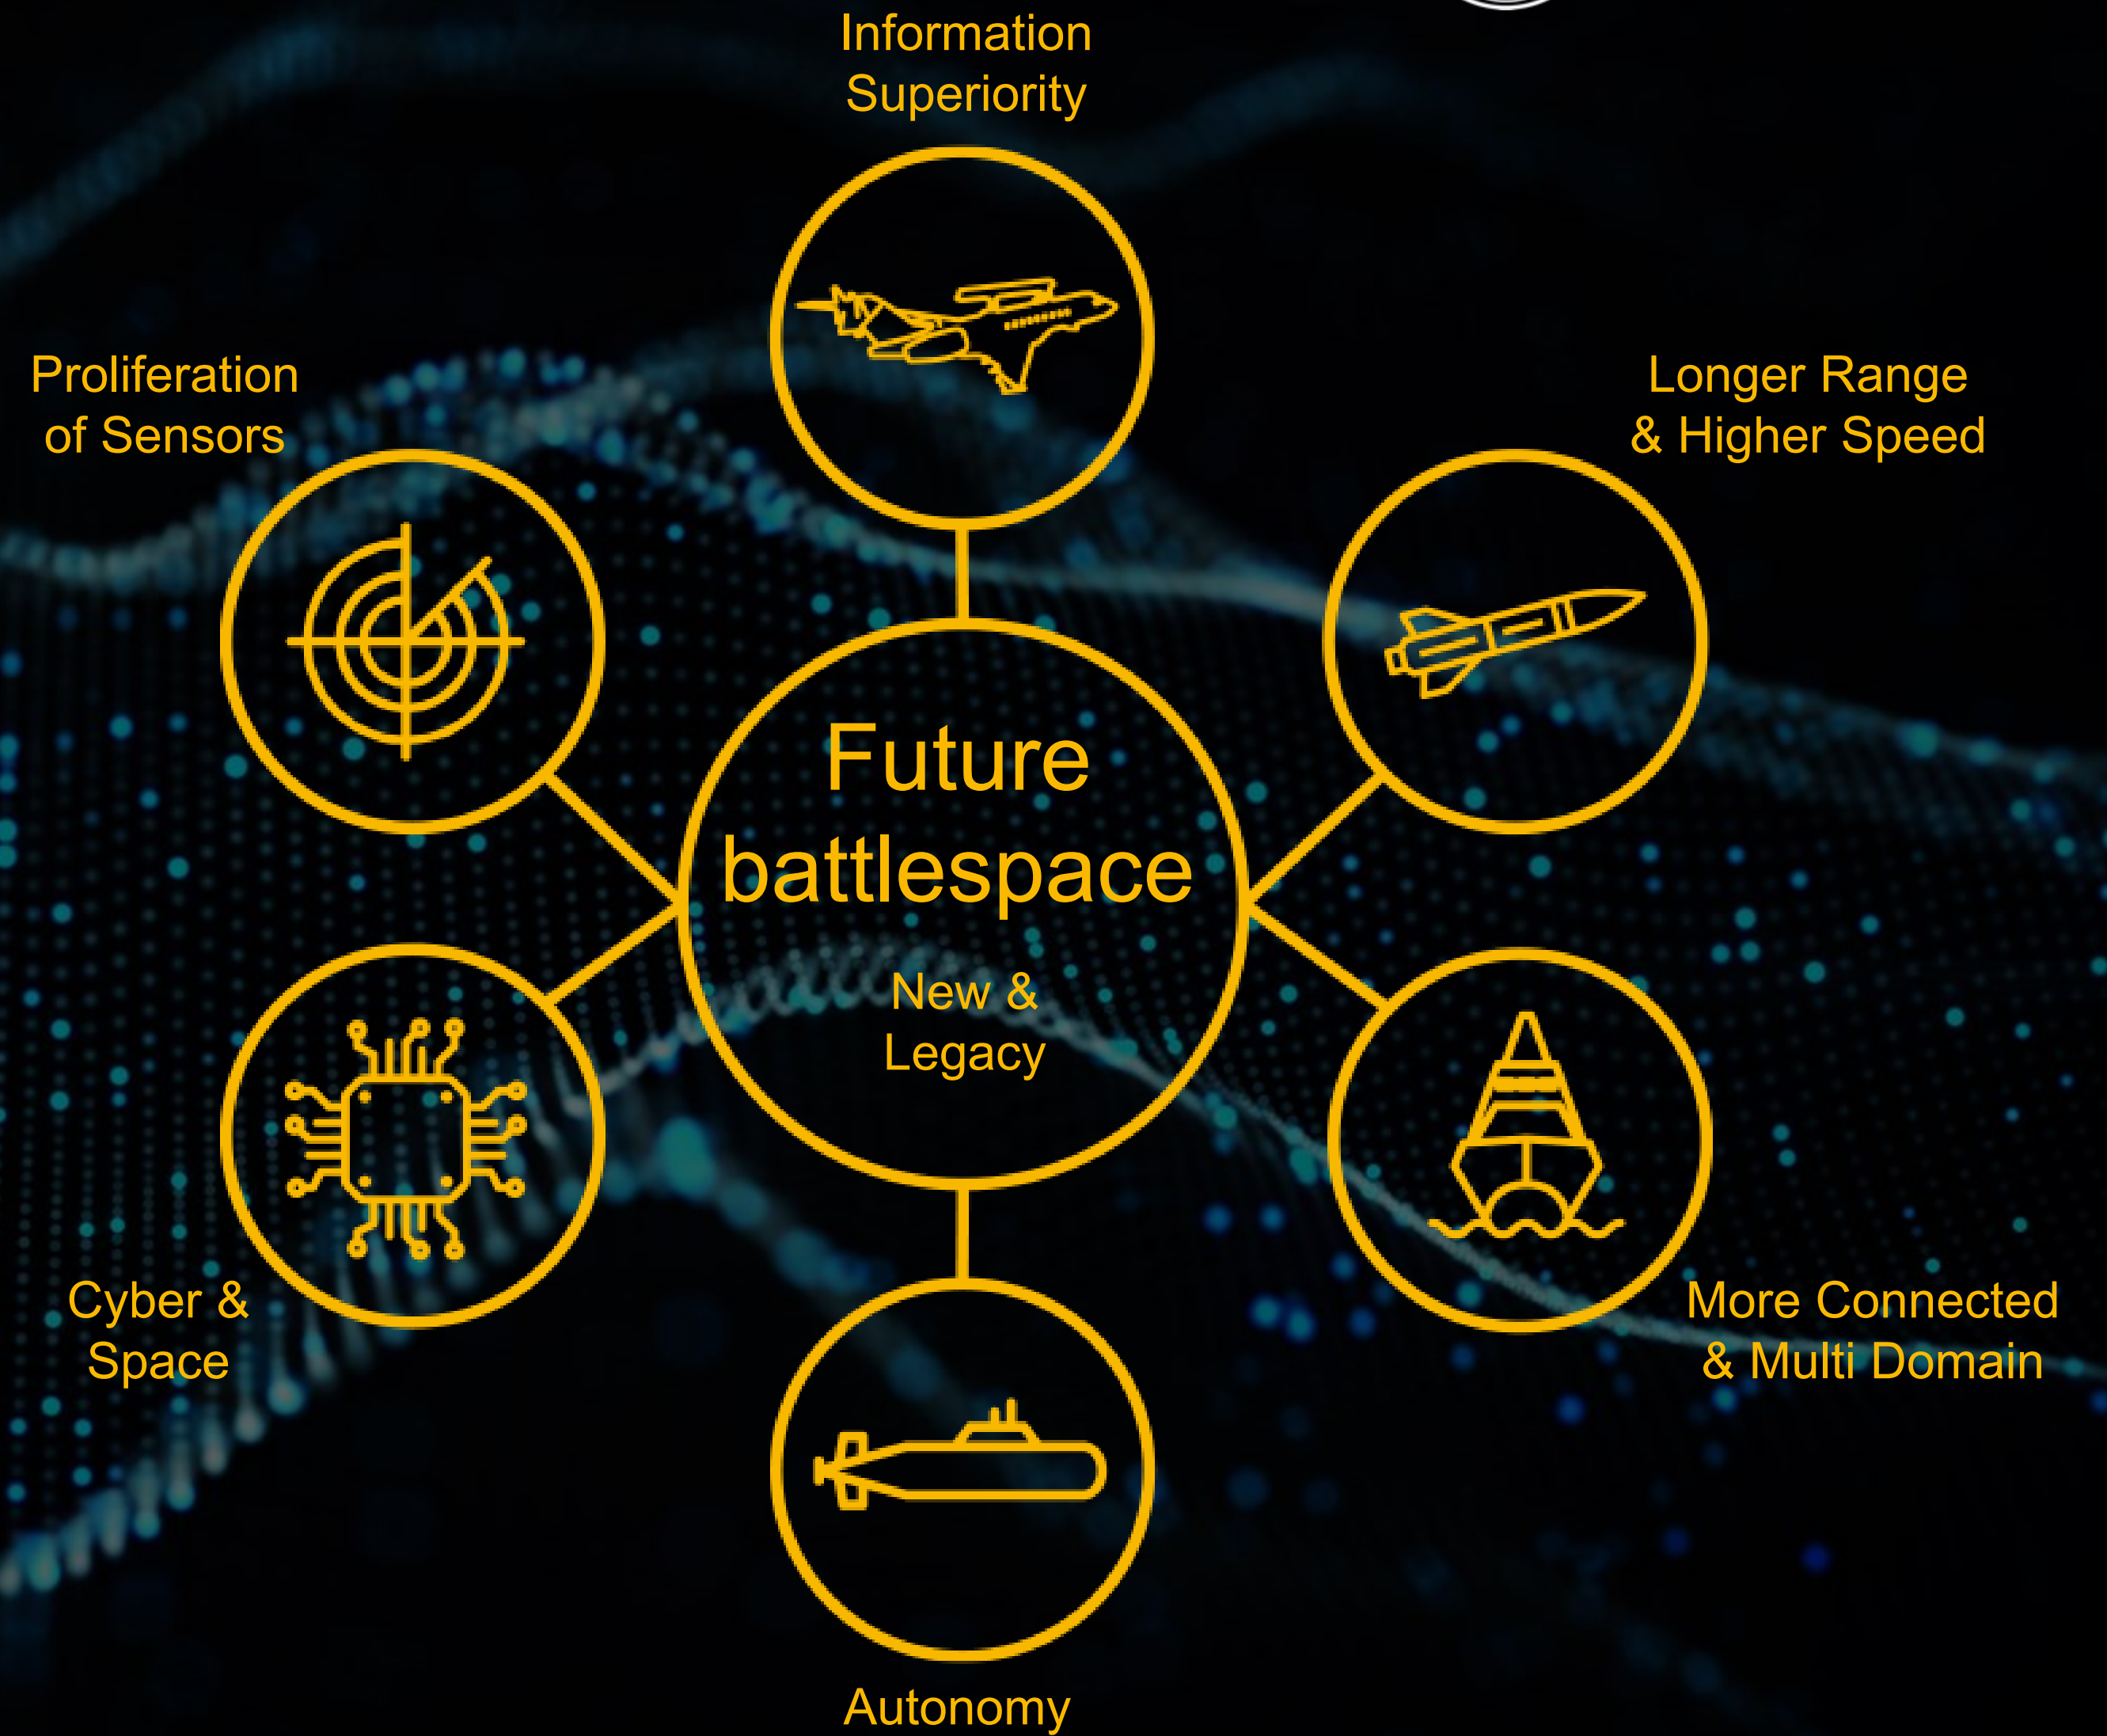 Information
Superiority
Proliferation
of Sensors
Longer Range
& Higher Speed
Future
battlespace
New &
Legacy
Cyber &
Space
More Connected
& Multi Domain
Autonomy